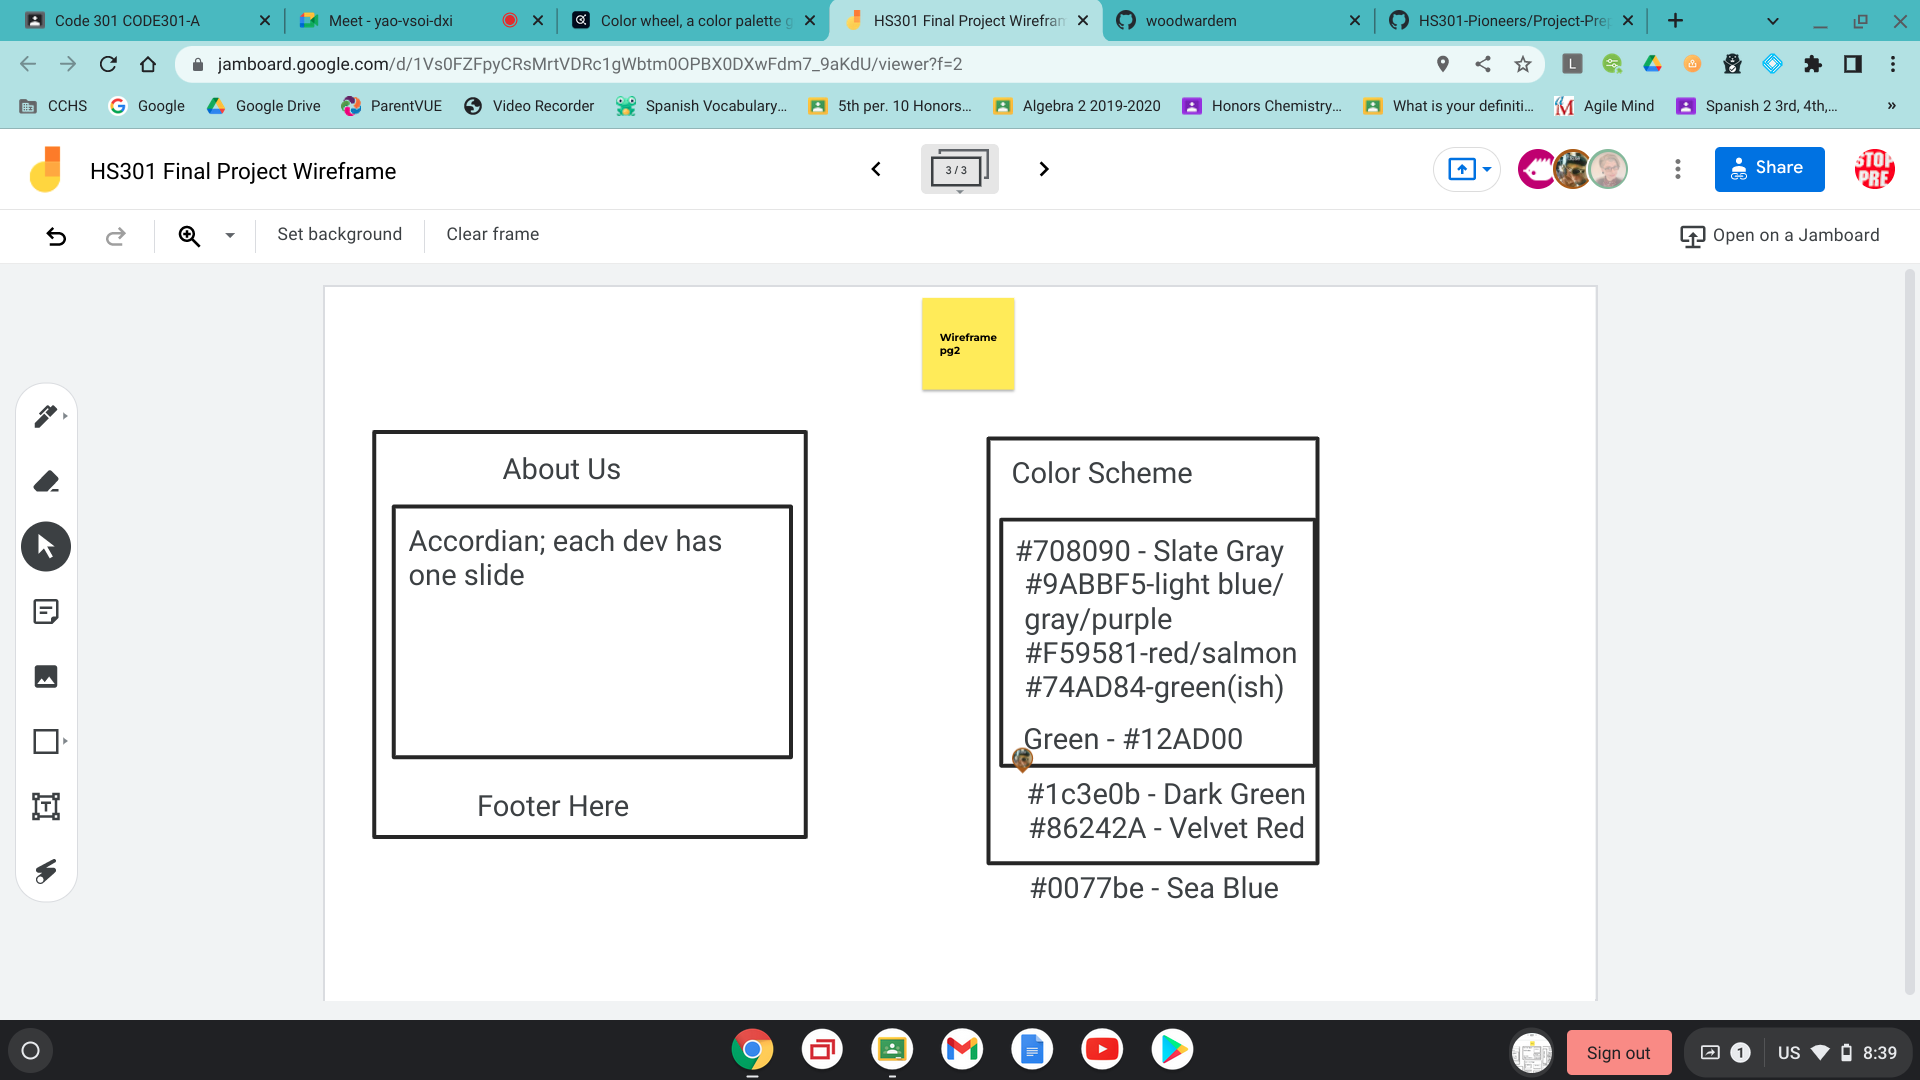 Code 301 CODE301-A
Meet - yao-vsoi-dxi
Color wheel, a color palette g
HS301 Final Project Wirefram
woodwardem
HS301-Pioneers/Project-Prep
jamboard.google.com/d/1Vs0FZFpyCRsMrtVDRc1gWbtm0OPBX0DXwFdm7_9aKdU/viewer?f=2
L
CCHS
Google
Google Drive
ParentVUE
Video Recorder
Spanish Vocabulary...
5th per. 10 Honors...
Algebra 2 2019-2020
Honors Chemistry...
What is your definiti...
Agile Mind
Spanish 2 3rd, 4th,...
»
HS301 Final Project Wireframe
3 / 3
Share
STOP
PRE
Set background
Clear frame
Open on a Jamboard
Wireframe
pg2
About Us
Accordian; each dev has
one slide
Footer Here
Color Scheme
#708090 - Slate Gray
#9ABBF5-light blue/
gray/purple
#F59581-red/salmon
#74AD84-green(ish)
Green - #12AD00
#1c3e0b - Dark Green
#86242A - Velvet Red
#0077be - Sea Blue
Sign out
1
US
8:39